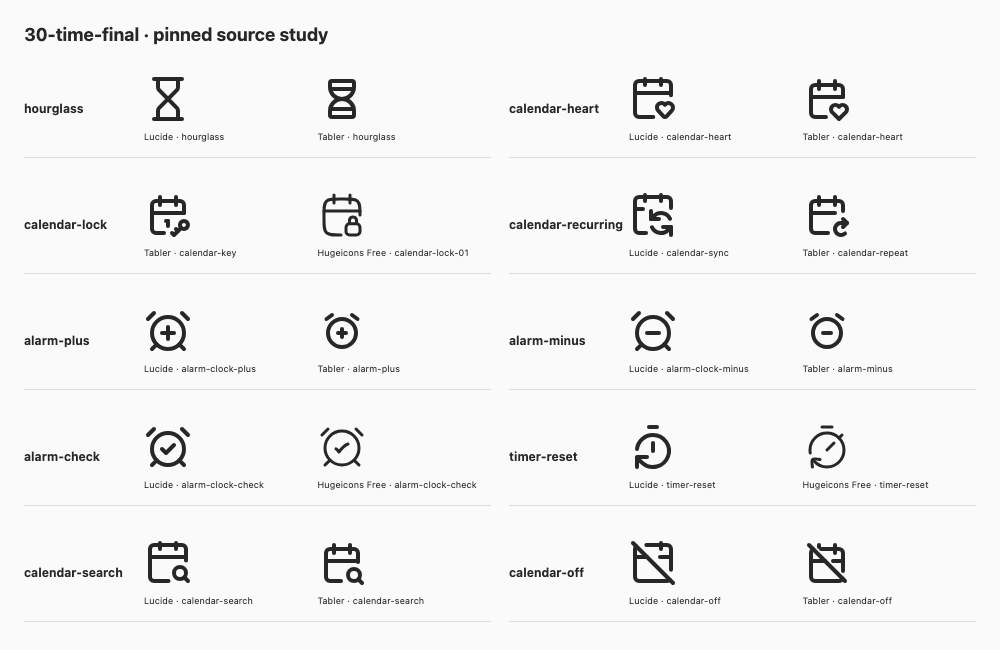 30-time-final · pinned source study
hourglass
Lucide · hourglass
Tabler · hourglass
calendar-heart
Lucide · calendar-heart
Tabler · calendar-heart
calendar-lock
Tabler · calendar-key
Hugeicons Free · calendar-lock-01
calendar-recurring
Lucide · calendar-sync
Tabler · calendar-repeat
alarm-plus
Lucide · alarm-clock-plus
Tabler · alarm-plus
alarm-minus
Lucide · alarm-clock-minus
Tabler · alarm-minus
alarm-check
Lucide · alarm-clock-check
Hugeicons Free · alarm-clock-check
timer-reset
Lucide · timer-reset
Hugeicons Free · timer-reset
calendar-search
Lucide · calendar-search
Tabler · calendar-search
calendar-off
Lucide · calendar-off
Tabler · calendar-off